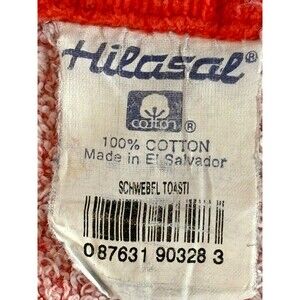 Hilasal®
cotton ®
100% COTTON
Made in El Salvador
SCHWEBEL TOASTI
0 87631 90328 3